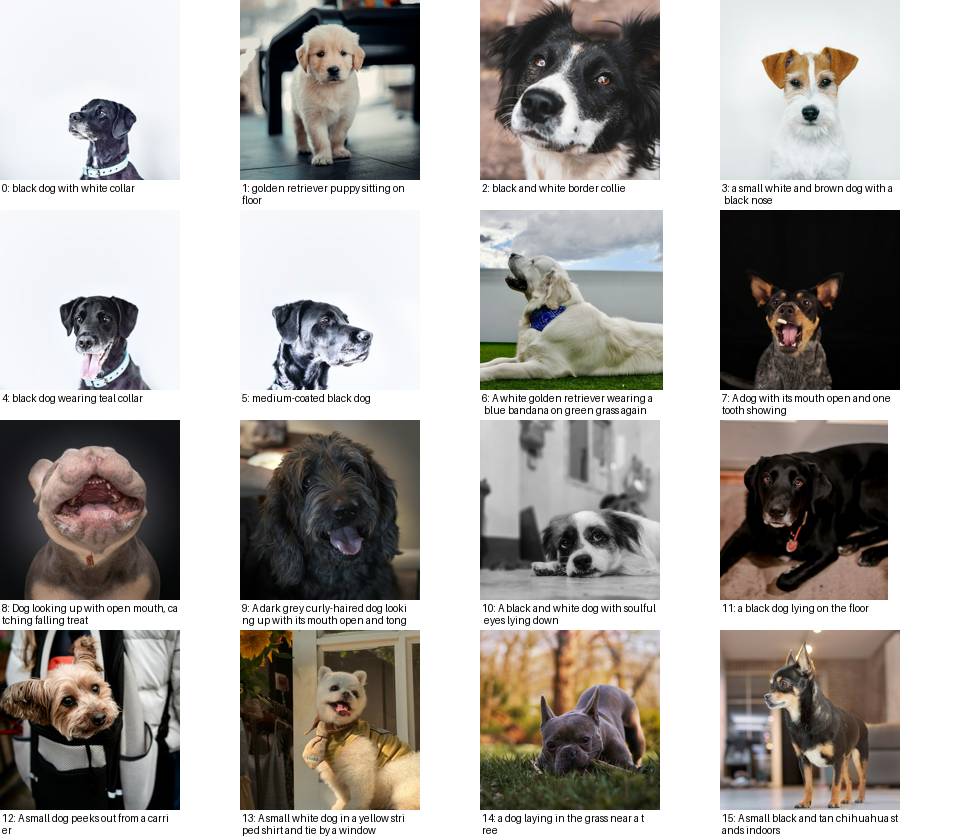 0: black dog with white collar
1: golden retriever puppy sitting on
floor
2: black and white border collie
3: a small white and brown dog with a
black nose
4: black dog wearing teal collar
5: medium-coated black dog
6: A white golden retriever wearing a
blue bandana on green grass again
7: A dog with its mouth open and one
tooth showing
8: Dog looking up with open mouth, ca
tching falling treat
9: A dark grey curly-haired dog looki
ng up with its mouth open and tong
10: A black and white dog with soulful
eyes lying down
11: a black dog lying on the floor
12: A small dog peeks out from a carri
er
13: A small white dog in a yellow stri
ped shirt and tie by a window
14: a dog laying in the grass near a t
ree
15: A small black and tan chihuahua st
ands indoors